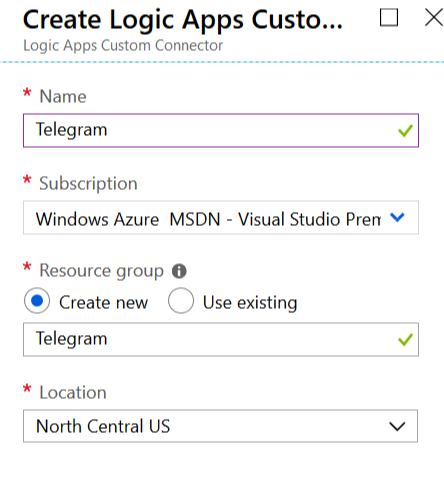 Create Logic Apps Custo...
Logic Apps Custom Connector
* Name
Telegram
* Subscription
Windows Azure MSDN - Visual Studio Prem
* Resource group
Create new Use existing
Telegram
* Location
North Central US